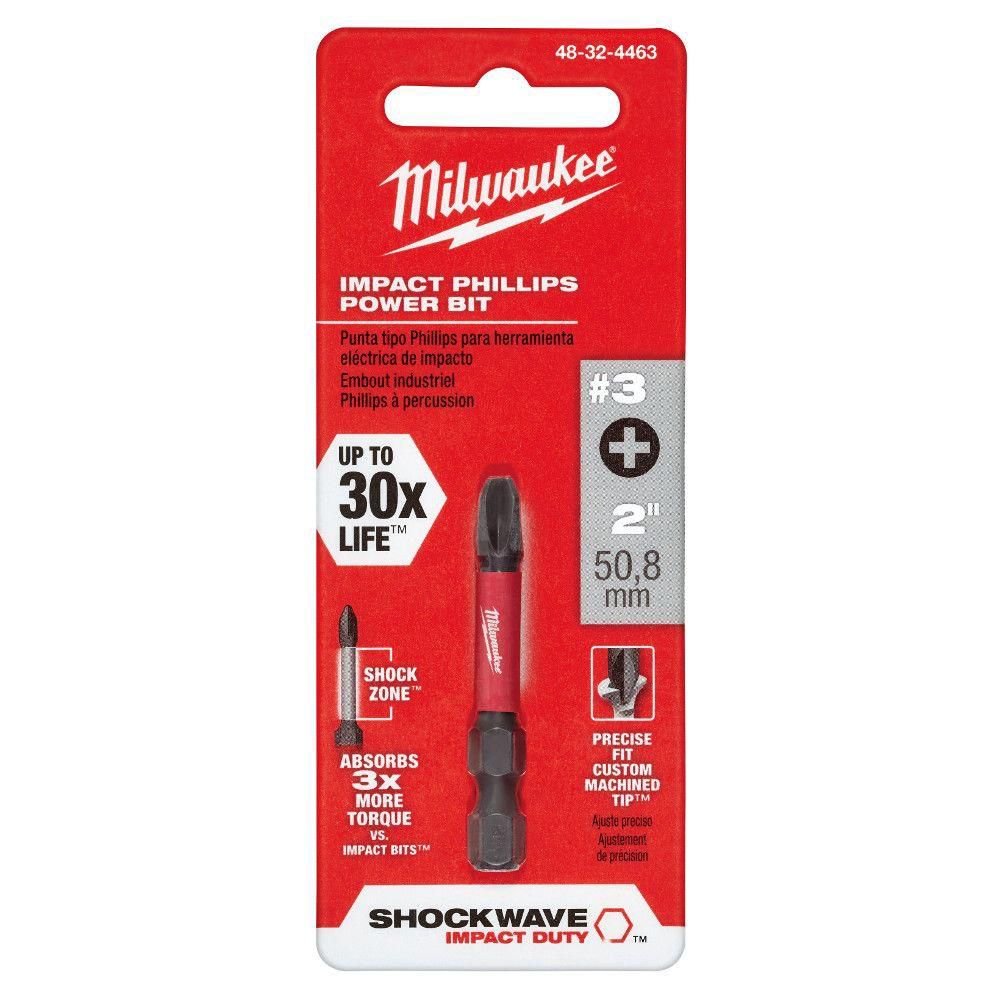 48-32-4463
Milwaukee®
IMPACT PHILLIPS
POWER BIT
Punta tipo Phillips para herramienta
eléctrica de impacto
Embout industriel
Phillips à percussion
#3
2"
50,8
mm
UP TO
30x
LIFE™
Milwaukee
SHOCK
ZONE™
ABSORBS
3x
MORE
TORQUE
VS.
IMPACT BITS™
PRECISE
FIT
CUSTOM
MACHINED
TIP™
Ajuste preciso
Ajustement
de précision
SHOCKWAVE
IMPACT DUTY ™